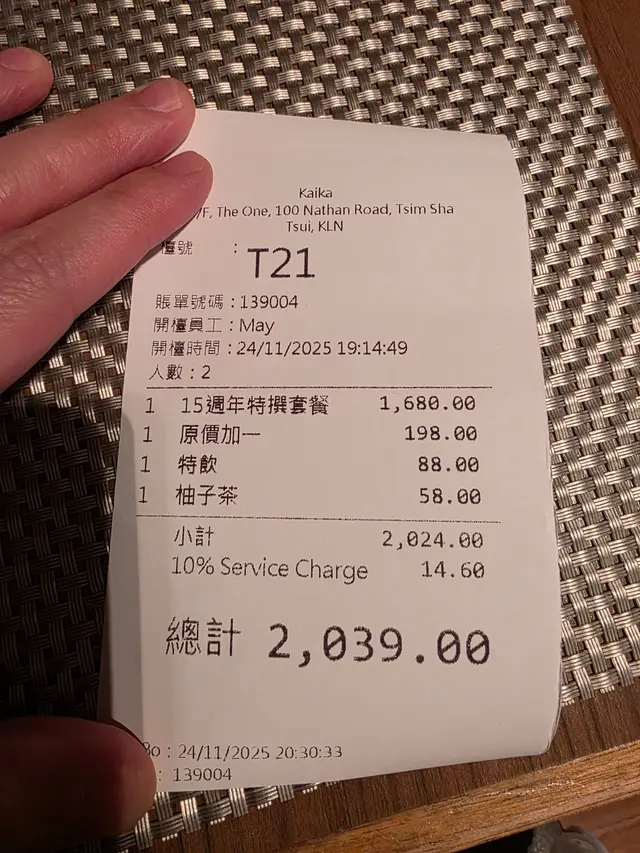 Kaika
/F, The One, 100 Nathan Road, Tsim Sha
Tsui, KLN
檯號 : T21
賬單號碼 : 139004
開檯員工 : May
開檯時間 : 24/11/2025 19:14:49
人數 : 2
1 15週年特撰套餐 1,680.00
1 原價加一 198.00
1 特飲 88.00
1 柚子茶 58.00
小計 2,024.00
10% Service Charge 14.60
總計 2,039.00
: 24/11/2025 20:30:33
: 139004